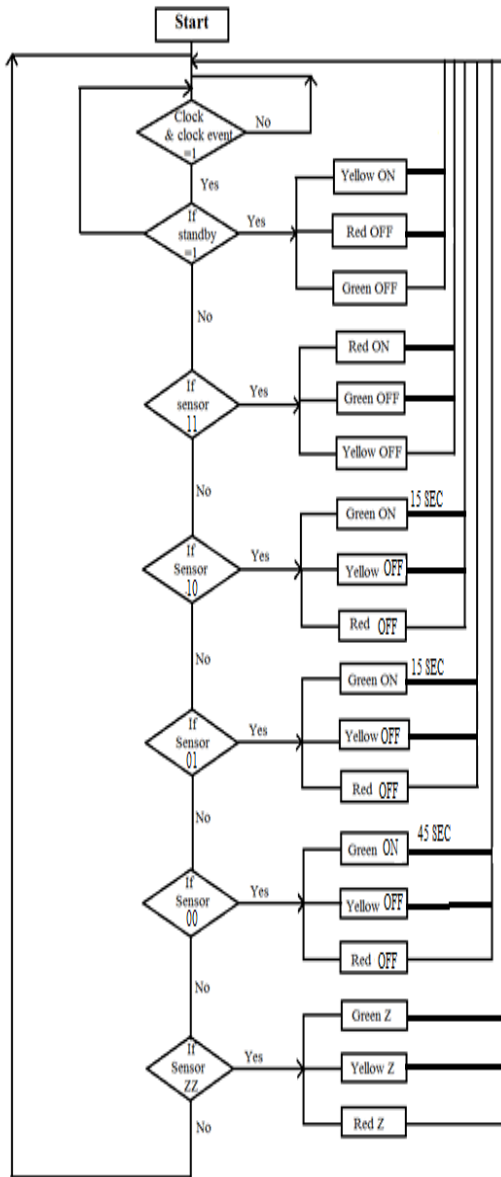 Start
Clock
& clock event
=1
No
Yes
If
standby
=1
Yes
Yellow ON
Red OFF
Green OFF
No
If
sensor
11
Yes
Red ON
Green OFF
Yellow OFF
No
If
Sensor
10
Yes
Green ON
15 SEC
Yellow OFF
Red OFF
No
If
Sensor
01
Yes
Green ON
15 SEC
Yellow OFF
Red OFF
No
If
Sensor
00
Yes
Green ON
45 SEC
Yellow OFF
Red OFF
No
If
Sensor
ZZ
Yes
Green Z
Yellow Z
Red Z
No